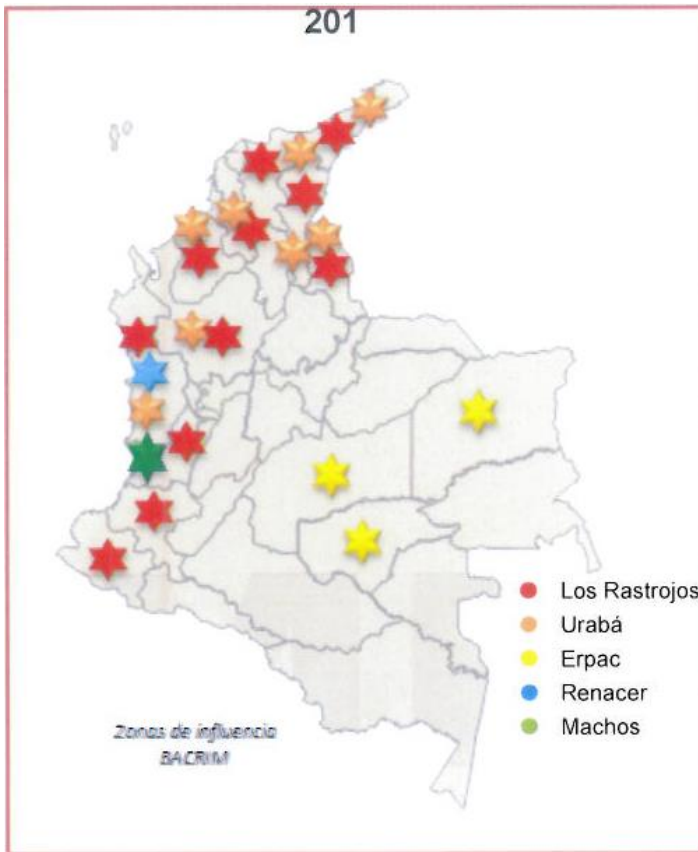 201
Los Rastrojos
Urabá
Erpac
Renacer
Machos
Zonas de influencia
BACRIM